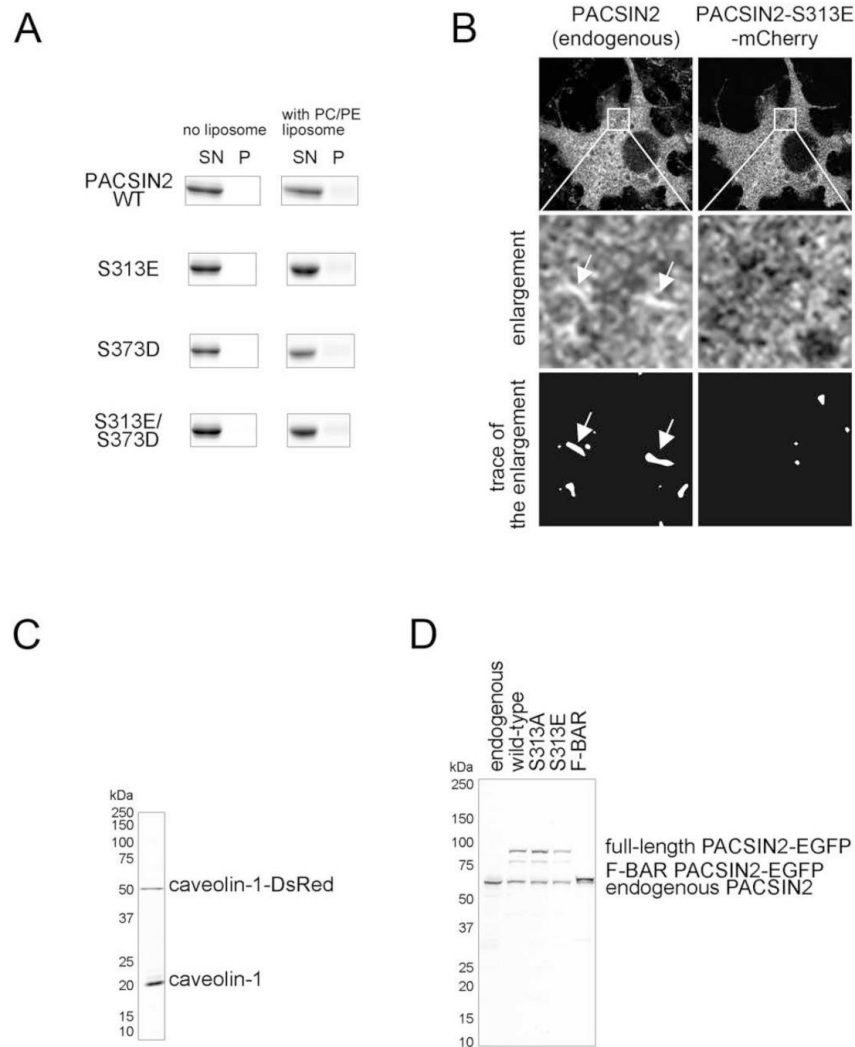 A
no liposome
with PC/PE
liposome
SN P SN P
PACSIN2
WT
S313E
S373D
S313E/
S373D
B
PACSIN2
(endogenous)
PACSIN2-S313E
-mCherry
enlargement
trace of
the enlargement
C
kDa
250
150
100
75
50
37
25
20
15
10
caveolin-1-DsRed
caveolin-1
D
endogenous
wild-type
S313A
S313E
F-BAR
kDa
250
150
100
75
50
37
25
20
15
10
full-length PACSIN2-EGFP
F-BAR PACSIN2-EGFP
endogenous PACSIN2